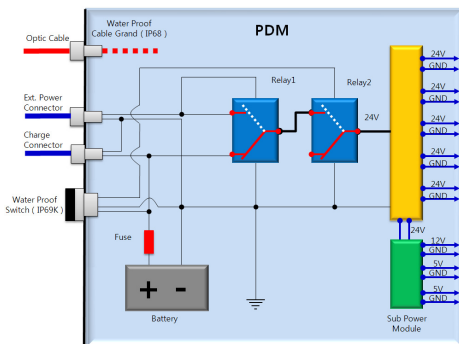 PDM
Optic Cable
Water Proof
Cable Grand ( IP68 )
Ext. Power
Connector
Charge
Connector
Water Proof
Switch ( IP69K )
Relay1
Relay2
24V
Fuse
+ -
Battery
24V
GND
24V
GND
24V
GND
24V
GND
24V
GND
24V
12V
GND
5V
GND
5V
GND
Sub Power
Module